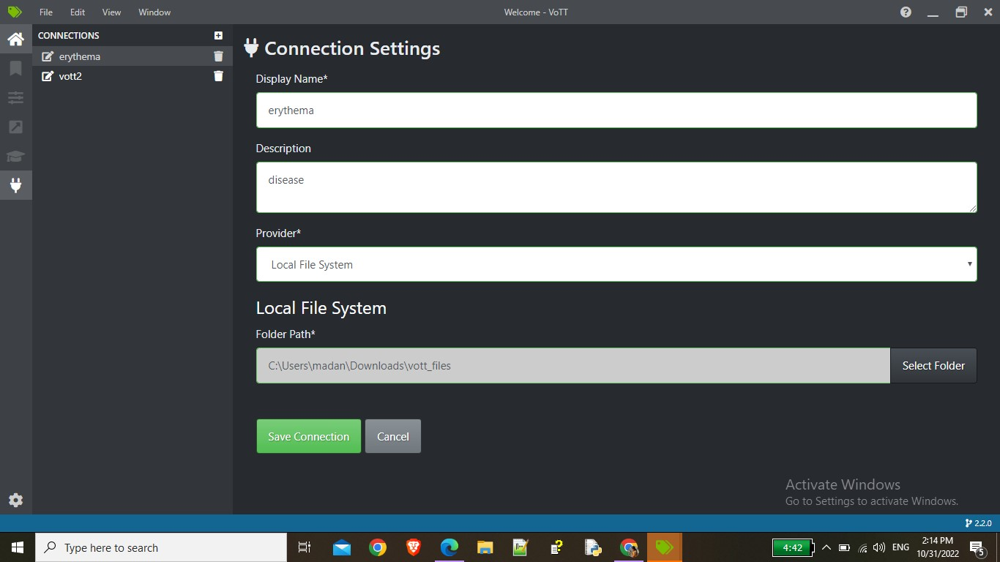 File Edit View Window Welcome - VoTT
CONNECTIONS
erythema
vott2
Connection Settings
Display Name*
erythema
Description
disease
Provider*
Local File System
Local File System
Folder Path*
C:\Users\madan\Downloads\vott_files Select Folder
Save Connection Cancel
Activate Windows
Go to Settings to activate Windows.
2.2.0
Type here to search 4:42 ENG 2:14 PM
10/31/2022 5